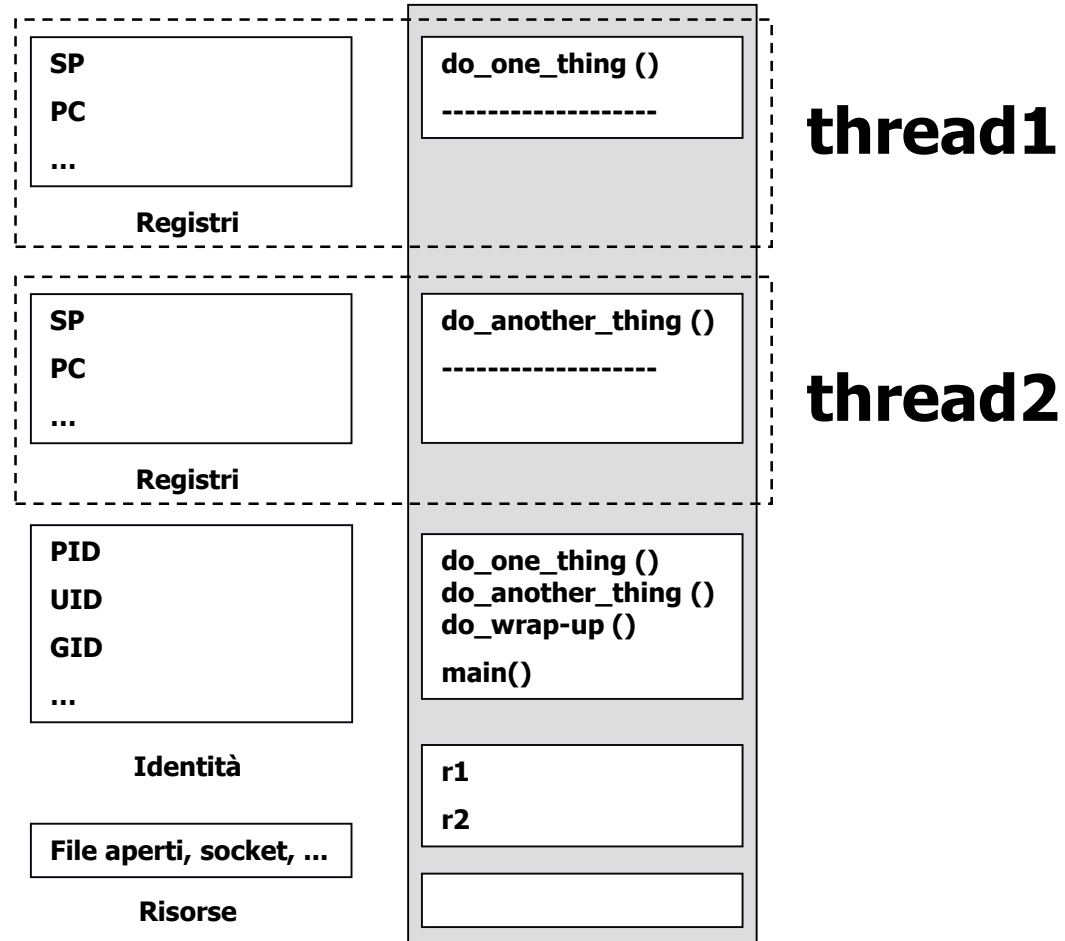 SP
PC
...
Registri
do_one_thing ()
-------------------
thread1
SP
PC
...
Registri
do_another_thing ()
-------------------
thread2
PID
UID
GID
...
Identità
do_one_thing ()
do_another_thing ()
do_wrap-up ()
main()
r1
r2
File aperti, socket, ...
Risorse